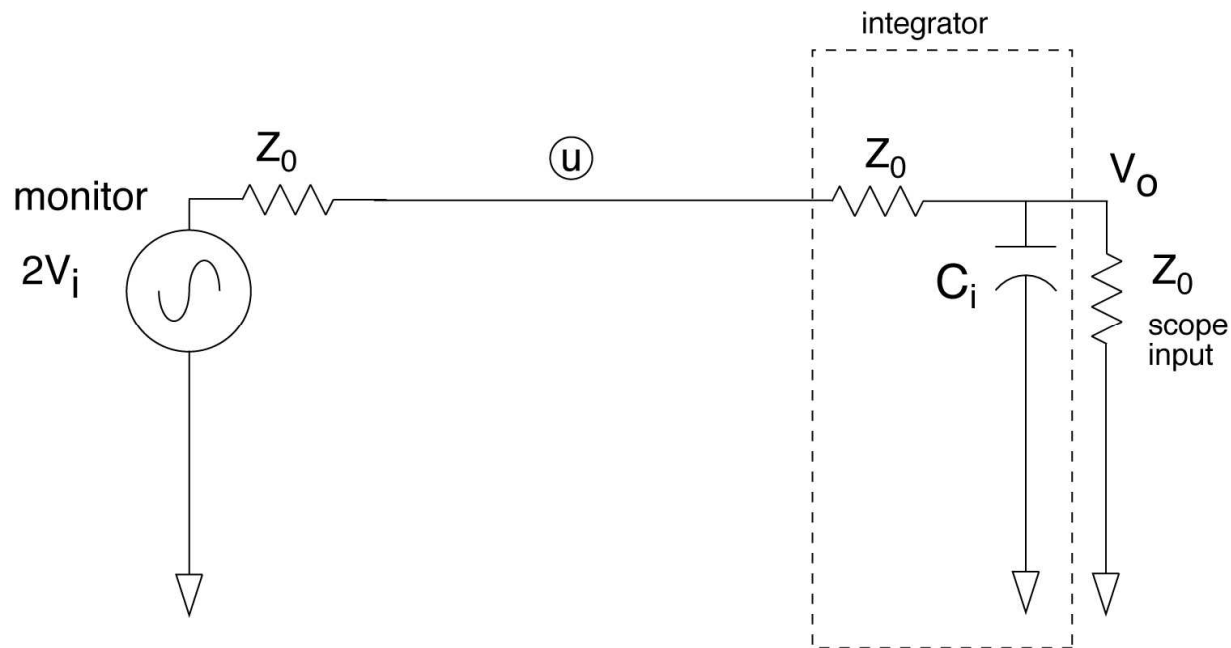 integrator
Z₀
u
Z₀
Vₒ
monitor
2Vᵢ
Cᵢ
Z₀
scope
input